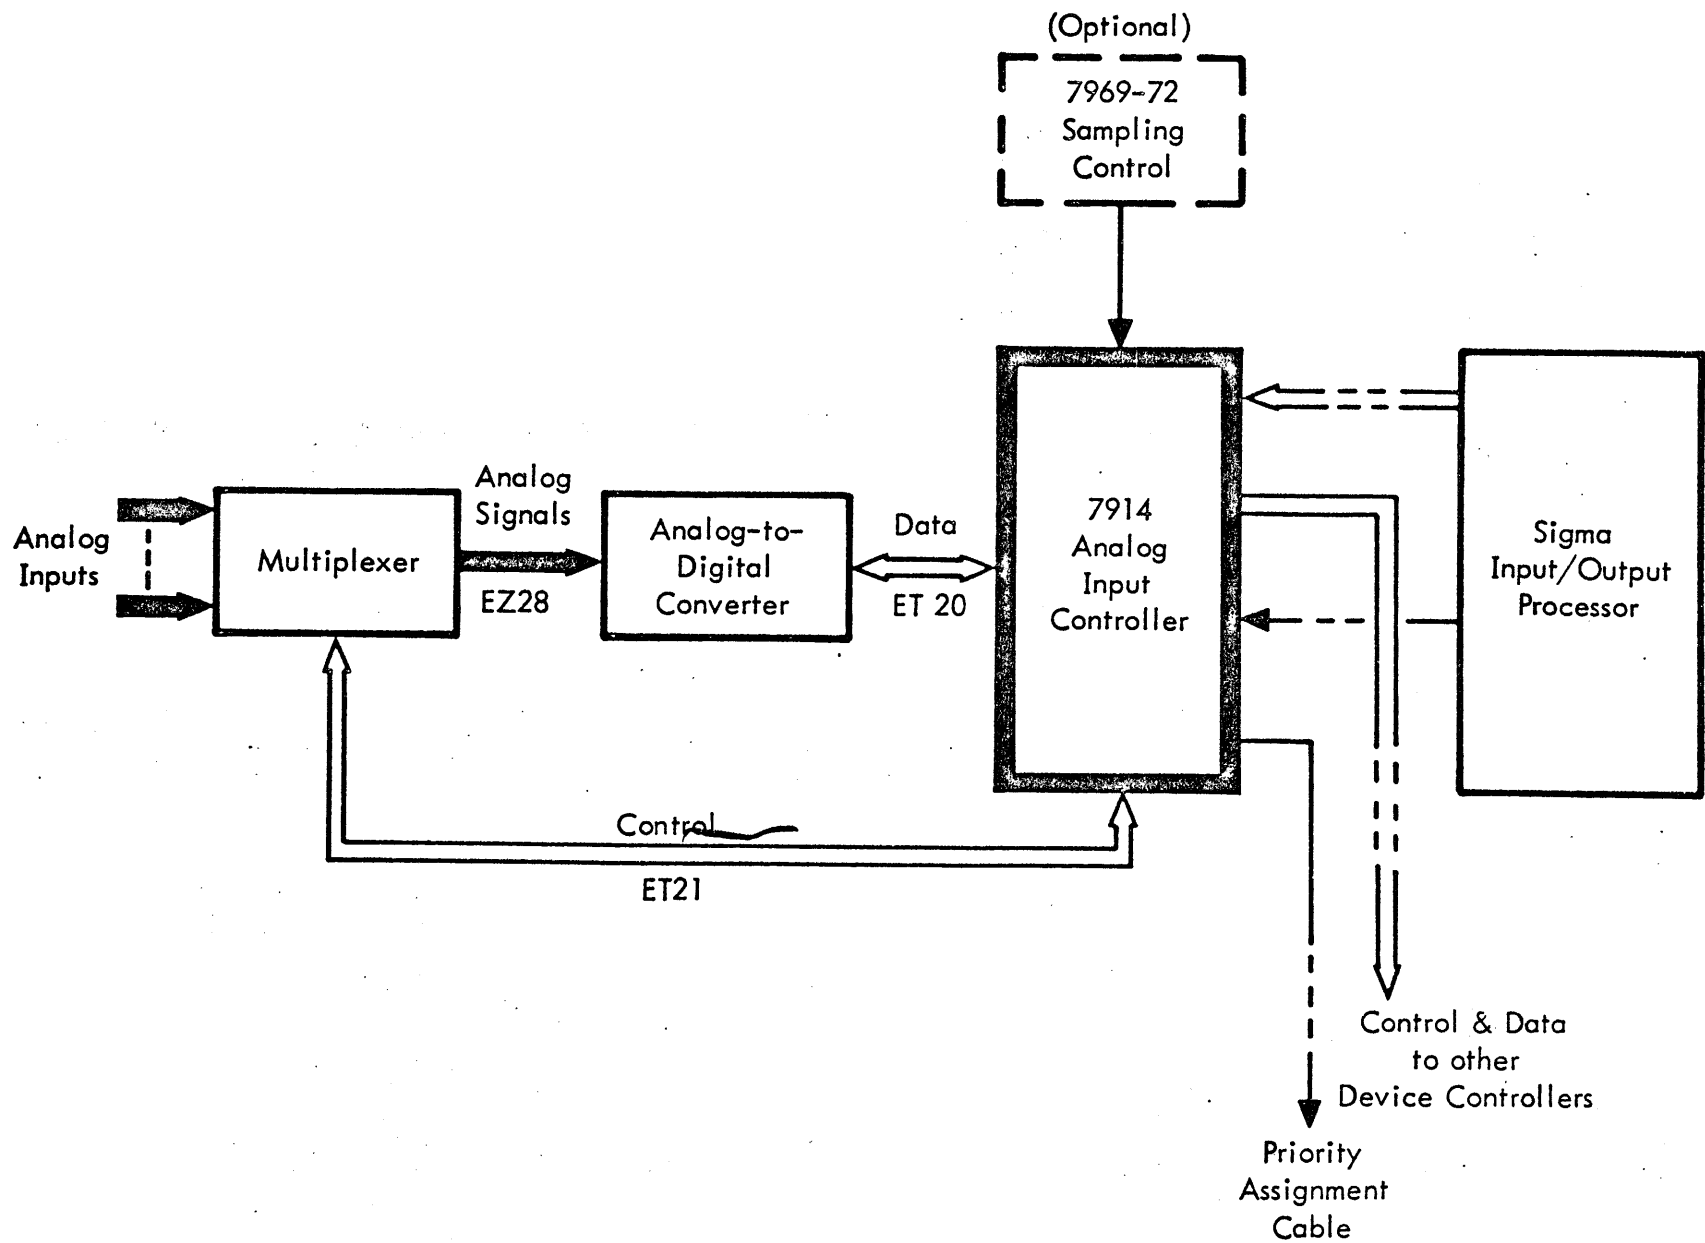 (Optional)
7969-72
Sampling
Control
Analog
Inputs
Multiplexer
Analog
Signals
EZ28
Analog-to-
Digital
Converter
Data
ET 20
7914
Analog
Input
Controller
Sigma
Input/Output
Processor
Control
ET21
Control & Data
to other
Device Controllers
Priority
Assignment
Cable